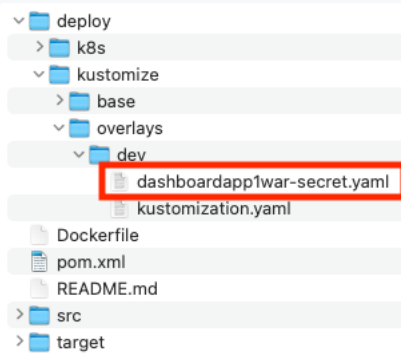 deploy
k8s
kustomize
base
overlays
dev
dashboardapp1war-secret.yaml
kustomization.yaml
Dockerfile
pom.xml
README.md
src
target